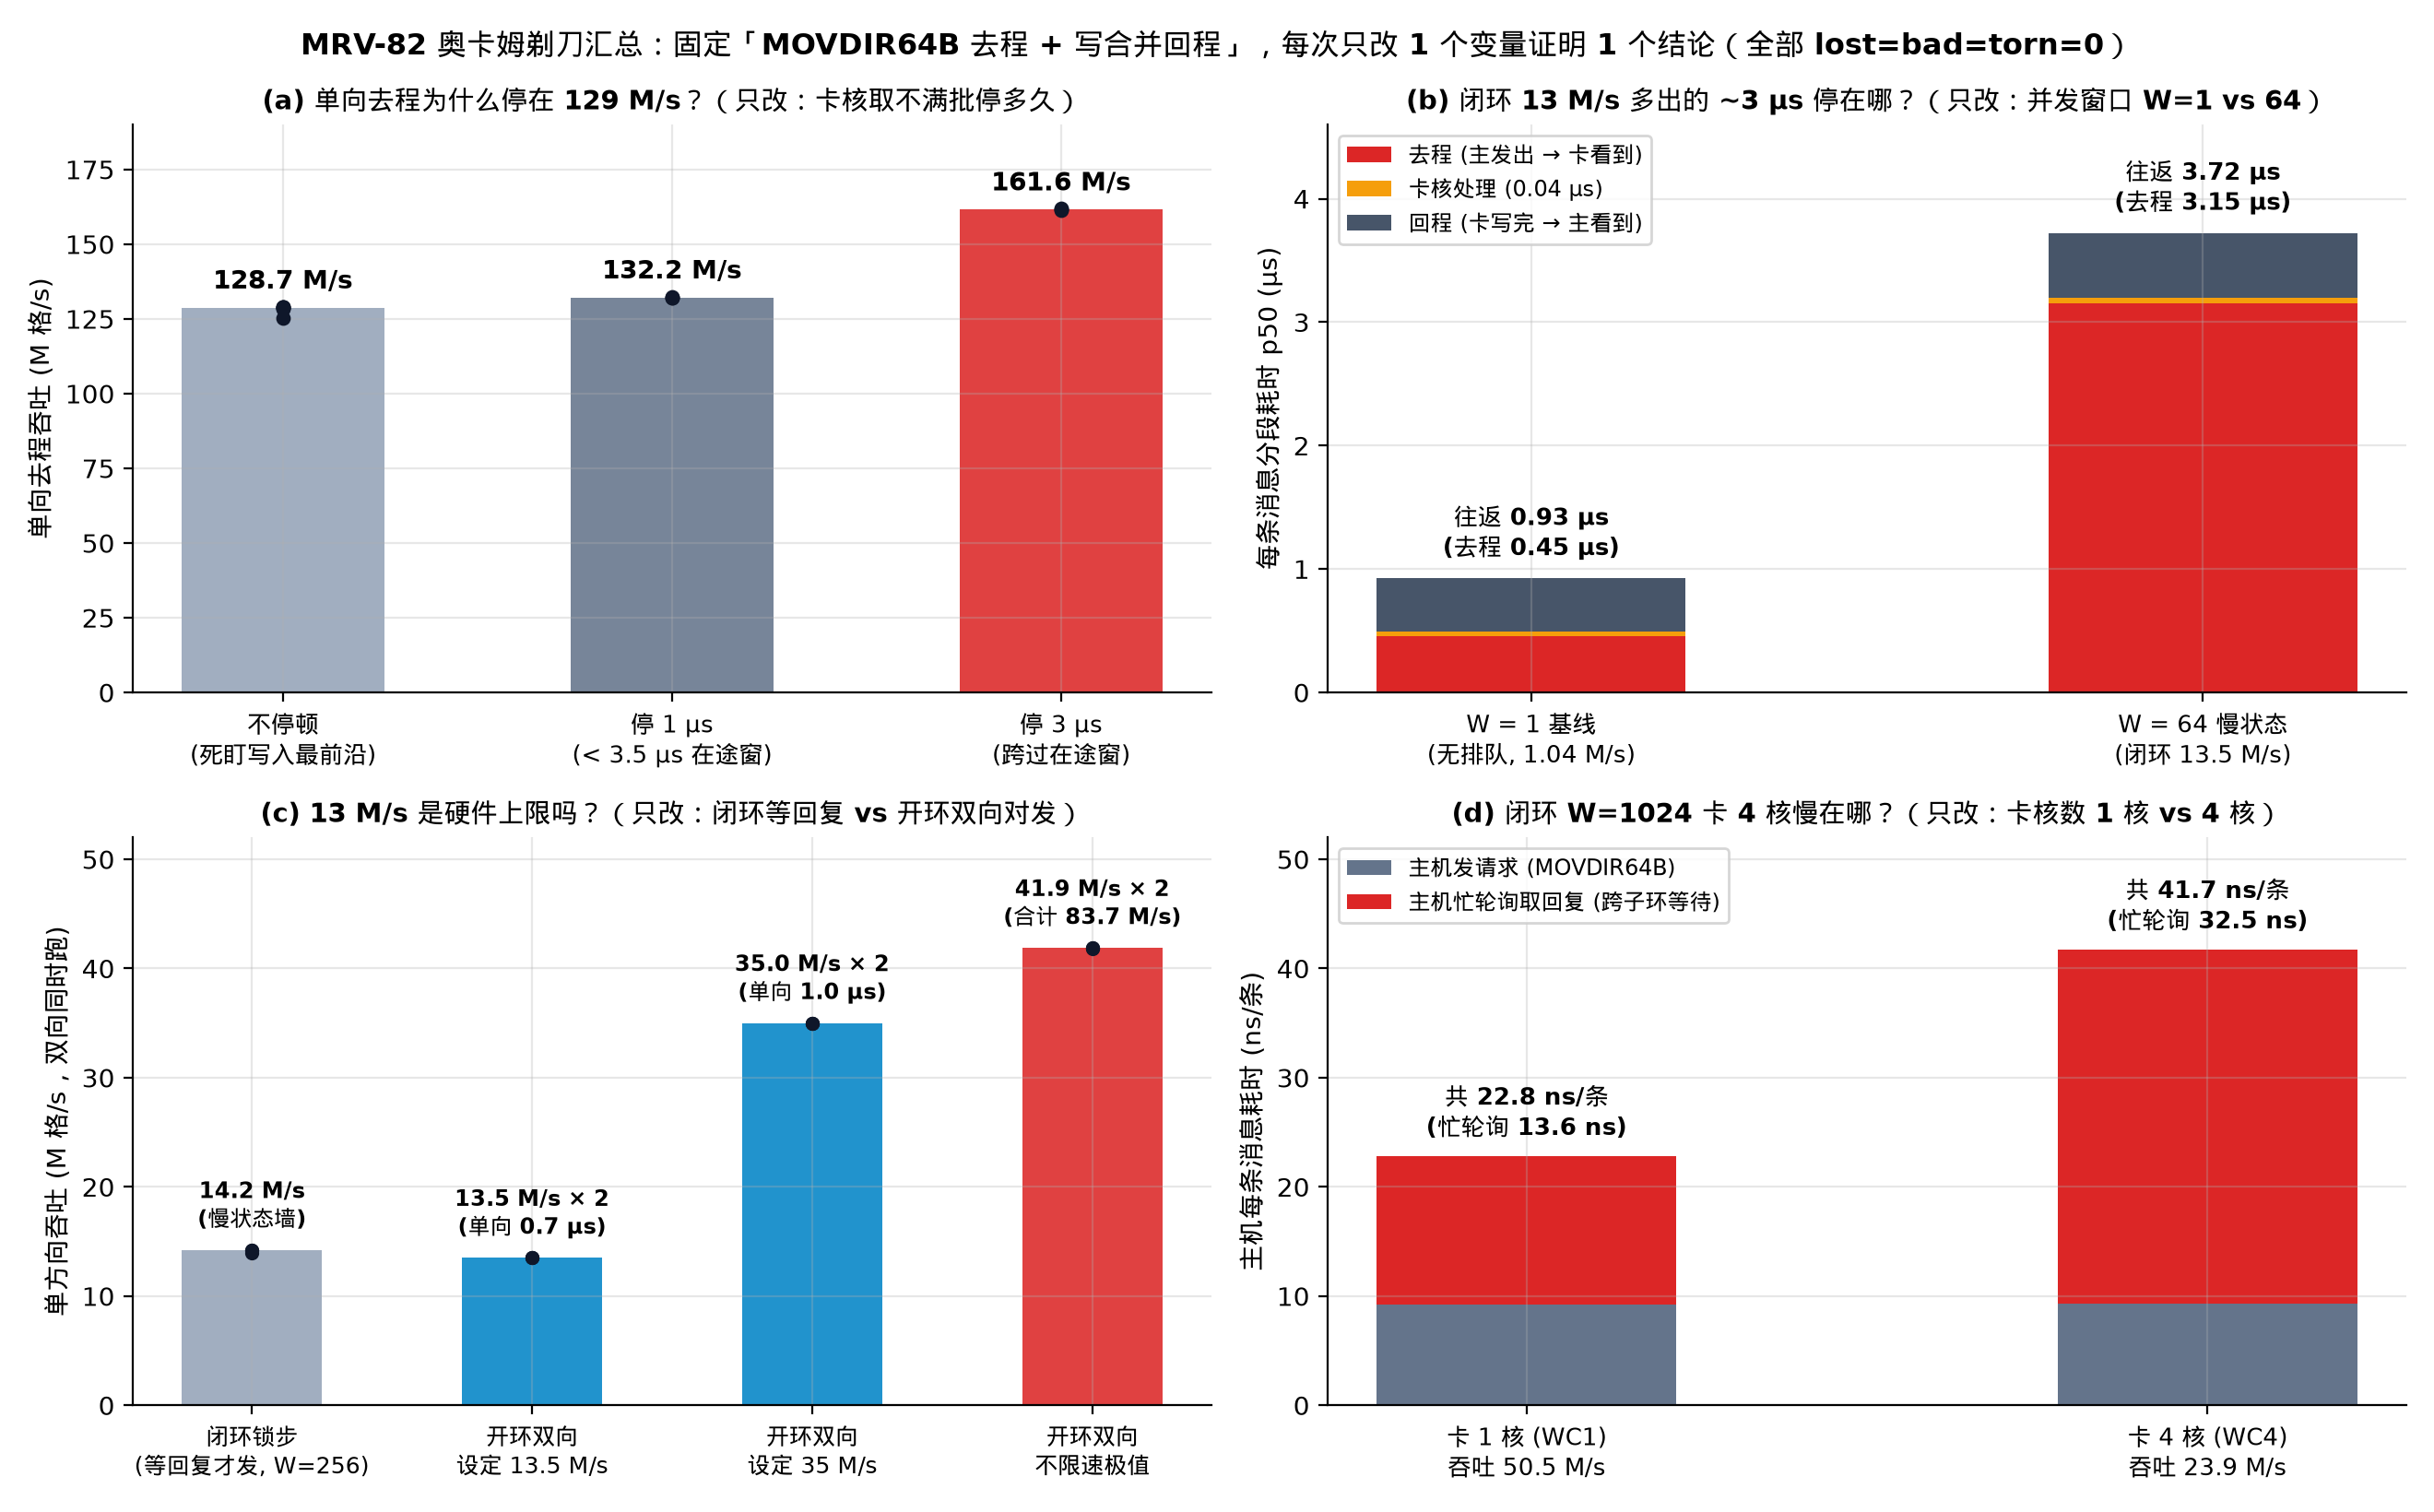 MRV-82 奥卡姆剃刀汇总：固定「MOVDIR64B 去程 + 写合并回程」，每次只改 1 个变量证明 1 个结论（全部 lost=bad=torn=0）
(a) 单向去程为什么停在 129 M/s？（只改：卡核取不满批停多久）
单向去程吞吐 (M 格/s)
175
150
125
100
75
50
25
0
128.7 M/s
132.2 M/s
161.6 M/s
不停顿
(死盯写入最前沿)
停 1 µs
(< 3.5 µs 在途窗)
停 3 µs
(跨过在途窗)
(b) 闭环 13 M/s 多出的 ~3 µs 停在哪？（只改：并发窗口 W=1 vs 64）
每条消息分段耗时 p50 (µs)
4
3
2
1
0
去程 (主发出 → 卡看到)
卡核处理 (0.04 µs)
回程 (卡写完 → 主看到)
往返 0.93 µs
(去程 0.45 µs)
往返 3.72 µs
(去程 3.15 µs)
W = 1 基线
(无排队, 1.04 M/s)
W = 64 慢状态
(闭环 13.5 M/s)
(c) 13 M/s 是硬件上限吗？（只改：闭环等回复 vs 开环双向对发）
单方向吞吐 (M 格/s，双向同时跑)
50
40
30
20
10
0
14.2 M/s
(慢状态墙)
13.5 M/s × 2
(单向 0.7 µs)
35.0 M/s × 2
(单向 1.0 µs)
41.9 M/s × 2
(合计 83.7 M/s)
闭环锁步
(等回复才发, W=256)
开环双向
设定 13.5 M/s
开环双向
设定 35 M/s
开环双向
不限速极值
(d) 闭环 W=1024 卡 4 核慢在哪？（只改：卡核数 1 核 vs 4 核）
主机每条消息耗时 (ns/条)
50
40
30
20
10
0
主机发请求 (MOVDIR64B)
主机忙轮询取回复 (跨子环等待)
共 22.8 ns/条
(忙轮询 13.6 ns)
共 41.7 ns/条
(忙轮询 32.5 ns)
卡 1 核 (WC1)
吞吐 50.5 M/s
卡 4 核 (WC4)
吞吐 23.9 M/s